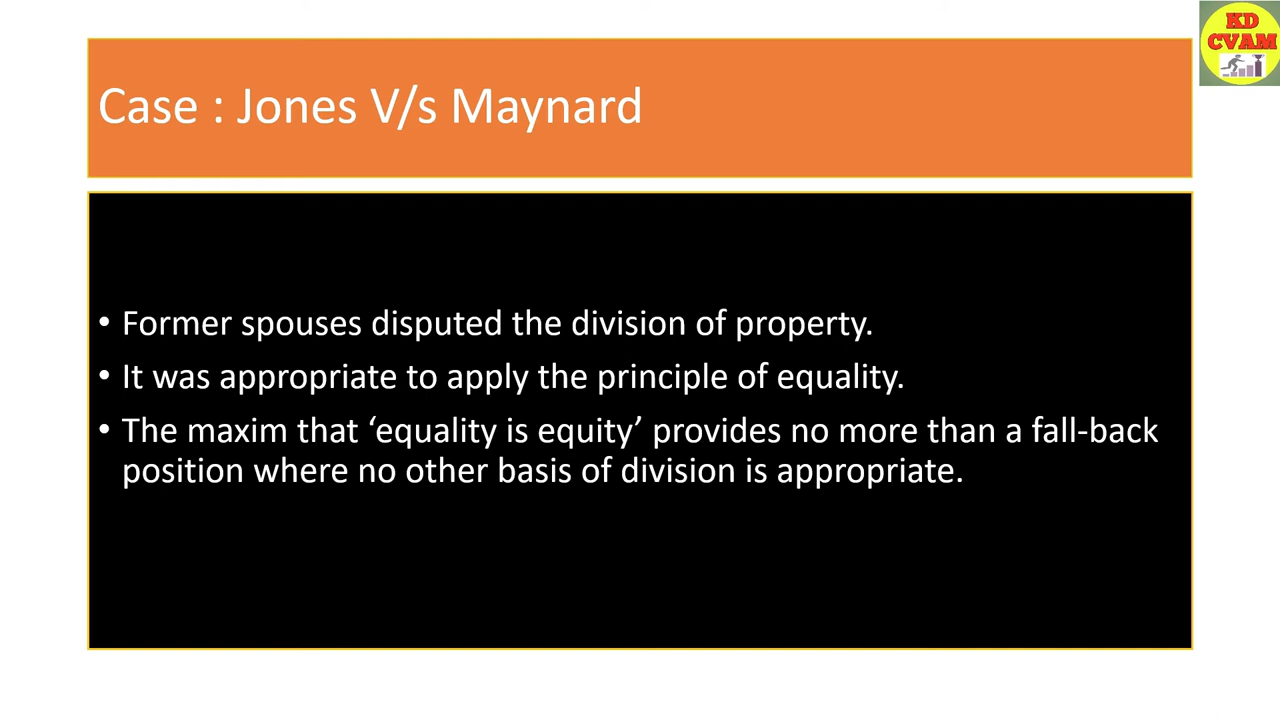 KD
CVAM
Case : Jones V/s Maynard
• Former spouses disputed the division of property.
• It was appropriate to apply the principle of equality.
• The maxim that ‘equality is equity’ provides no more than a fall-back
position where no other basis of division is appropriate.